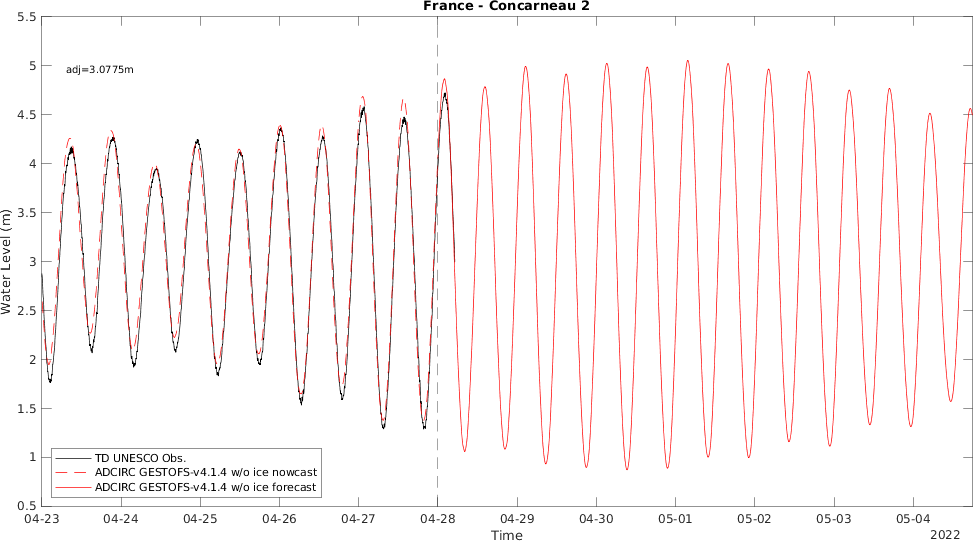 France - Concarneau 2
adj=3.0775m
Water Level (m)
5.5
5
4.5
4
3.5
3
2.5
2
1.5
1
0.5
TD UNESCO Obs.
ADCIRC GESTOFS-v4.1.4 w/o ice nowcast
ADCIRC GESTOFS-v4.1.4 w/o ice forecast
04-23 04-24 04-25 04-26 04-27 04-28 04-29 04-30 05-01 05-02 05-03 05-04
Time
2022